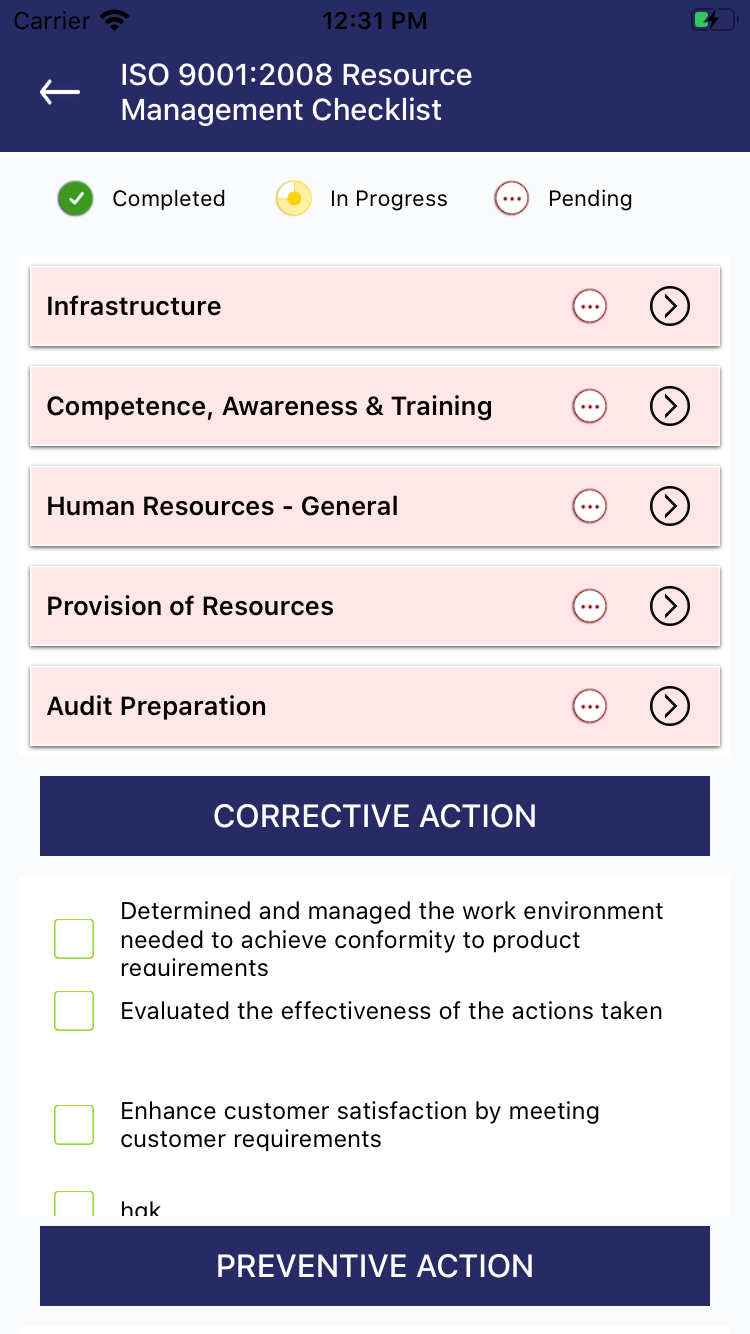 Carrier
12:31 PM
ISO 9001:2008 Resource
Management Checklist
Completed
In Progress
Pending
Infrastructure
Competence, Awareness & Training
Human Resources - General
Provision of Resources
Audit Preparation
CORRECTIVE ACTION
Determined and managed the work environment
needed to achieve conformity to product
requirements
Evaluated the effectiveness of the actions taken
Enhance customer satisfaction by meeting
customer requirements
PREVENTIVE ACTION